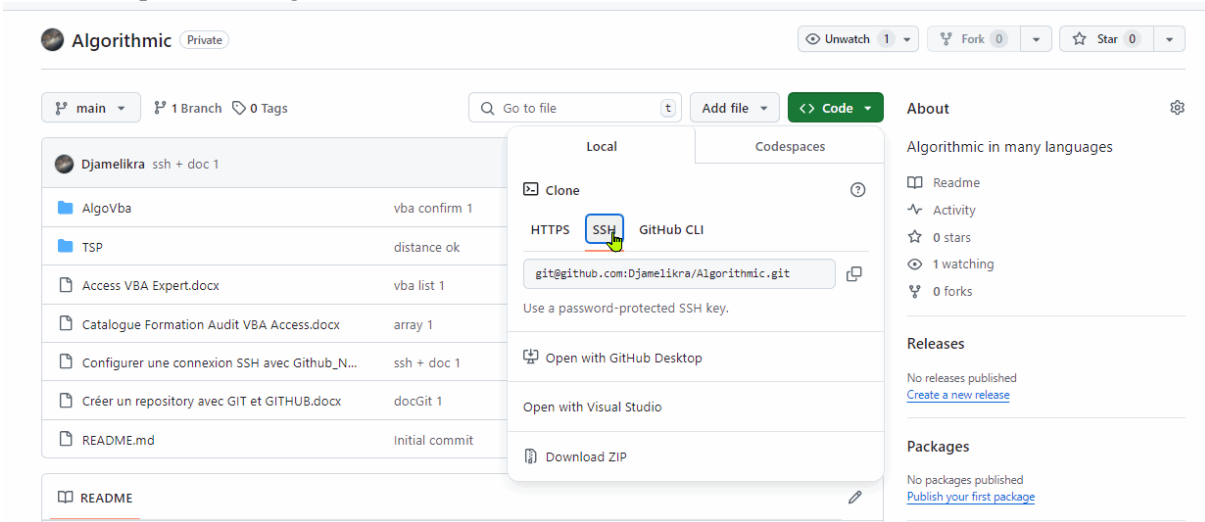 Algorithmic Private
Unwatch 1
Fork 0
Star 0
main
1 Branch
0 Tags
Go to file t
Add file
<> Code
Djamelikra ssh + doc 1
AlgoVba vba confirm 1
TSP distance ok
Access VBA Expert.docx vba list 1
Catalogue Formation Audit VBA Access.docx array 1
Configurer une connexion SSH avec Github_N... ssh + doc 1
Créer un repository avec GIT et GITHUB.docx docGit 1
README.md Initial commit
README
Local Codespaces
Clone
HTTPS SSH GitHub CLI
git@github.com:Djamelikra/Algorithmic.git
Use a password-protected SSH key.
Open with GitHub Desktop
Open with Visual Studio
Download ZIP
About
Algorithmic in many languages
Readme
Activity
0 stars
1 watching
0 forks
Releases
No releases published
Create a new release
Packages
No packages published
Publish your first package